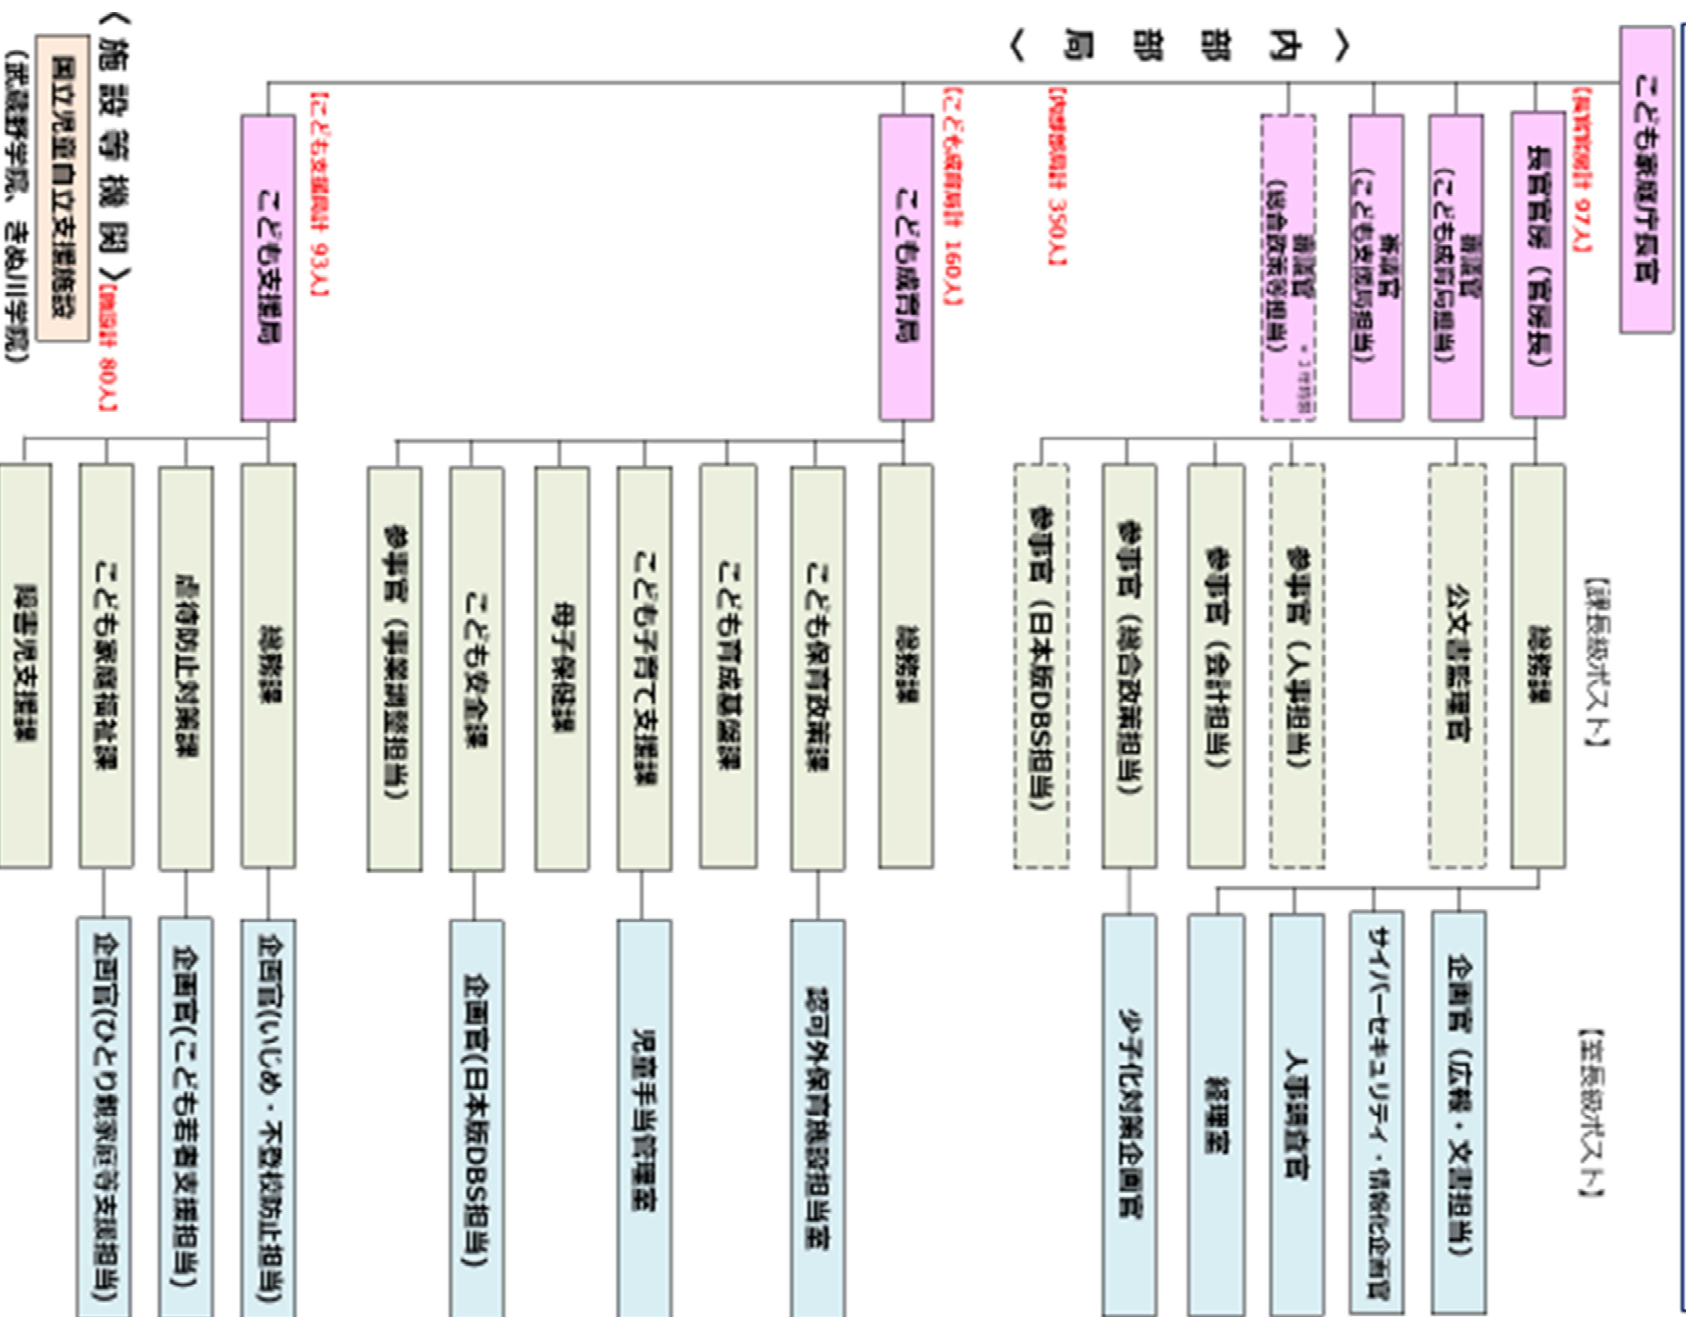 こども家庭庁長官
〈内部部局〉
【課長級ポスト】
【室長級ポスト】
【長官官房計 97人】
長官官房（官房長）
総務課
企画官（広報・文書担当）
審議官
(こども成育局担当)
公文書監理官
サイバーセキュリティ・情報化企画官
審議官
(こども支援局担当)
参事官（人事担当）
人事調査官
審議官
(総合政策等担当)
参事官（会計担当）
経理室
参事官（総合政策担当）
少子化対策企画官
参事官（日本版DBS担当）
【内部部局計 350人】
【こども成育局計 160人】
こども成育局
総務課
こども保育政策課
認可外保育施設担当室
こども育成基盤課
こども子育て支援課
児童手当管理室
母子保健課
こども安全課
企画官(日本版DBS担当)
参事官（事業調整担当）
【こども支援局計 93人】
こども支援局
総務課
企画官(いじめ・不登校防止担当)
虐待防止対策課
企画官(こども若者支援担当)
こども家庭福祉課
企画官(ひとり親家庭等支援担当)
障害児支援課
〈施設等機関〉
【施設計 80人】
国立児童自立支援施設
(武蔵野学院、きぬ川学院)